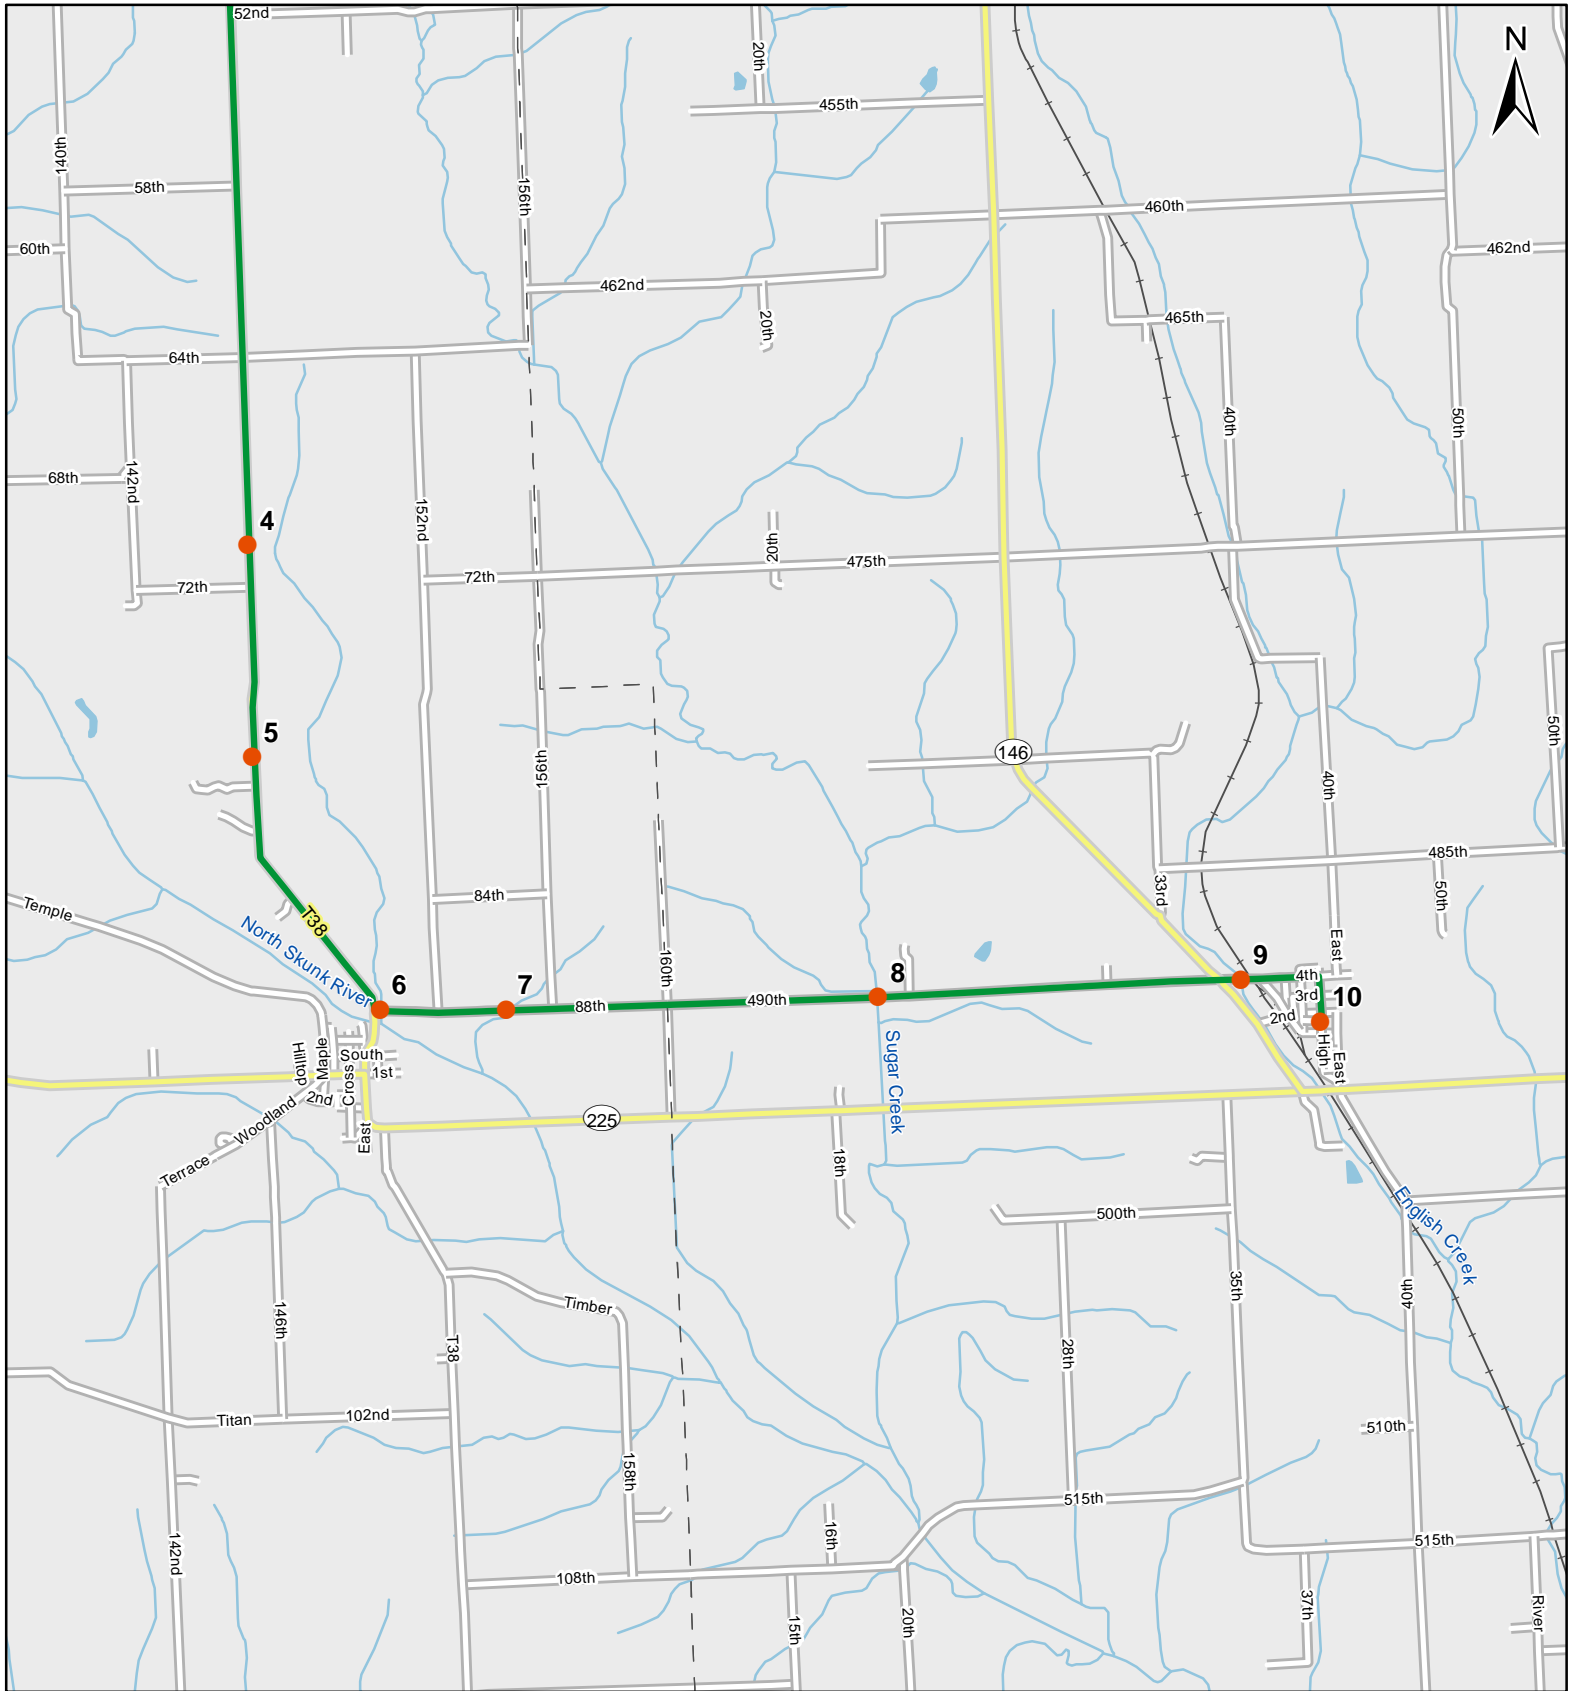 52nd
N
20th
455th
140th
58th
156th
460th
60th
462nd
462nd
20th
465th
64th
40th
50th
68th
142nd
152nd
4
20th
475th
72th
72th
5
146
50th
156th
40th
485th
84th
33rd
50th
Temple
T38
North Skunk River
East
160th
6
7
8
9
4th
3rd
10
88th
490th
2nd
High
East
Sugar Creek
Hilltop
Maple
South
Cross
1st
2nd
Woodland
225
East
Terrace
18th
500th
English Creek
35th
40th
146th
Timber
T38
28th
Titan
102nd
510th
158th
515th
16th
515th
142nd
108th
15th
20th
37th
River